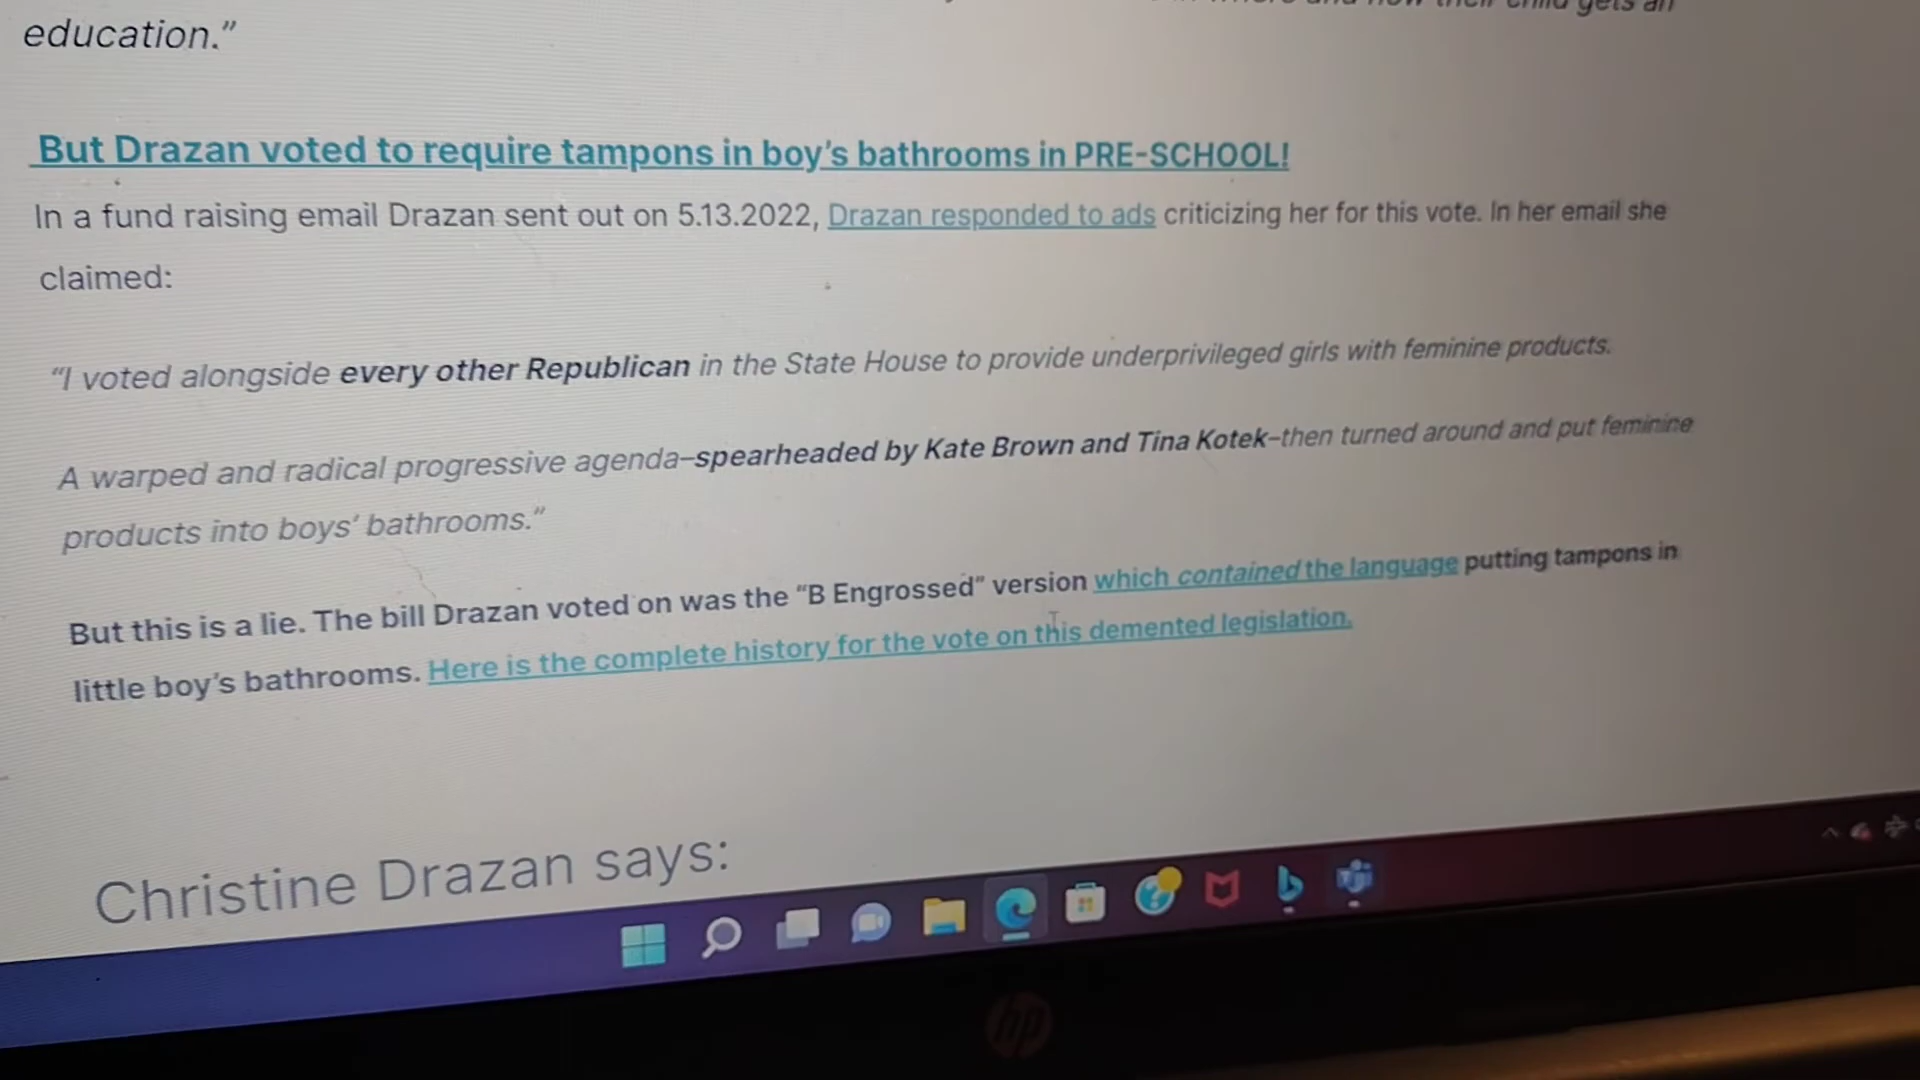 their child gets an
education.”
But Drazan voted to require tampons in boy’s bathrooms in PRE-SCHOOL!
In a fund raising email Drazan sent out on 5.13.2022, Drazan responded to ads criticizing her for this vote. In her email she
claimed:
“I voted alongside every other Republican in the State House to provide underprivileged girls with feminine products.
A warped and radical progressive agenda–spearheaded by Kate Brown and Tina Kotek–then turned around and put feminine
products into boys’ bathrooms.”
But this is a lie. The bill Drazan voted on was the “B Engrossed” version which contained the language putting tampons in
little boy’s bathrooms. Here is the complete history for the vote on this demented legislation.
Christine Drazan says:
hp